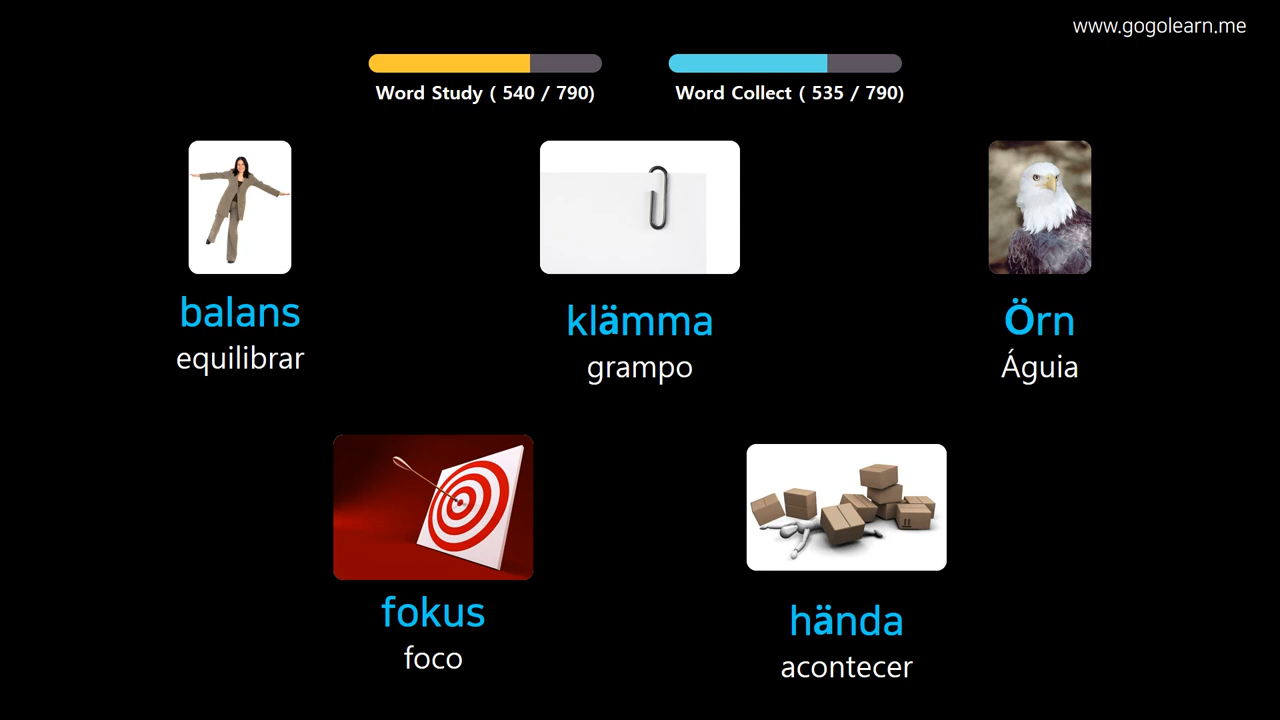 www.gogolearn.me
Word Study ( 540 / 790)
Word Collect ( 535 / 790)
balans
equilibrar
klämma
grampo
Örn
Águia
fokus
foco
hända
acontecer